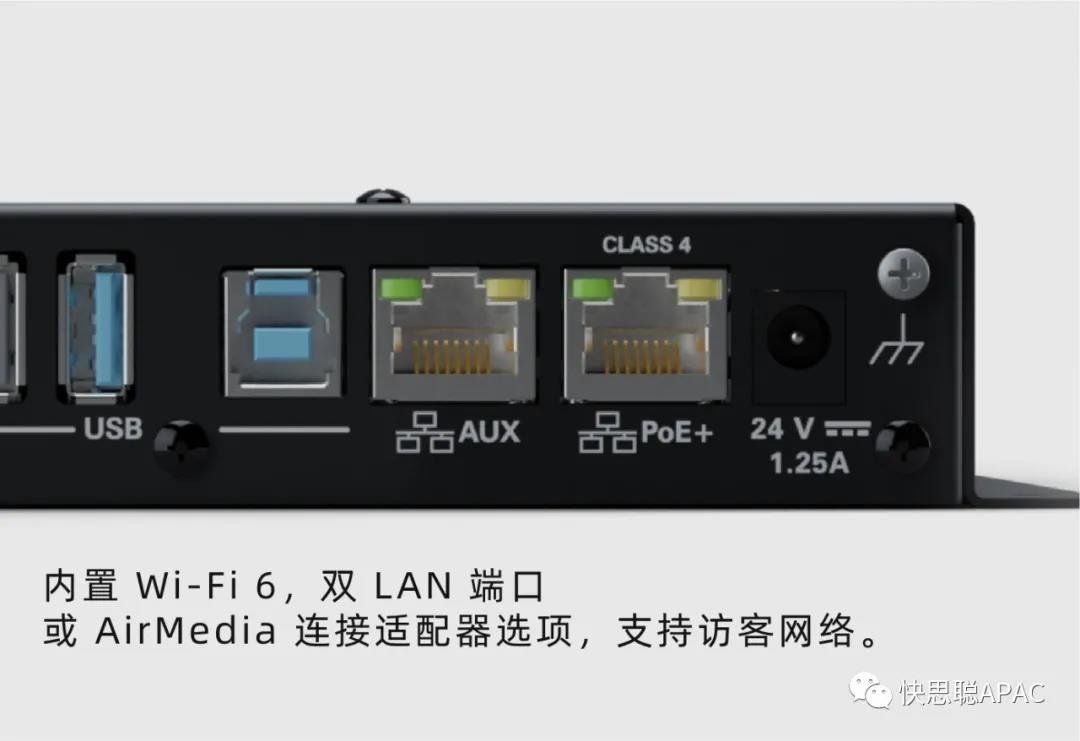 CLASS 4
USB
AUX
PoE+
24 V
1.25A
内置 Wi-Fi 6，双 LAN 端口
或 AirMedia 连接适配器选项，支持访客网络。
快思聪APAC